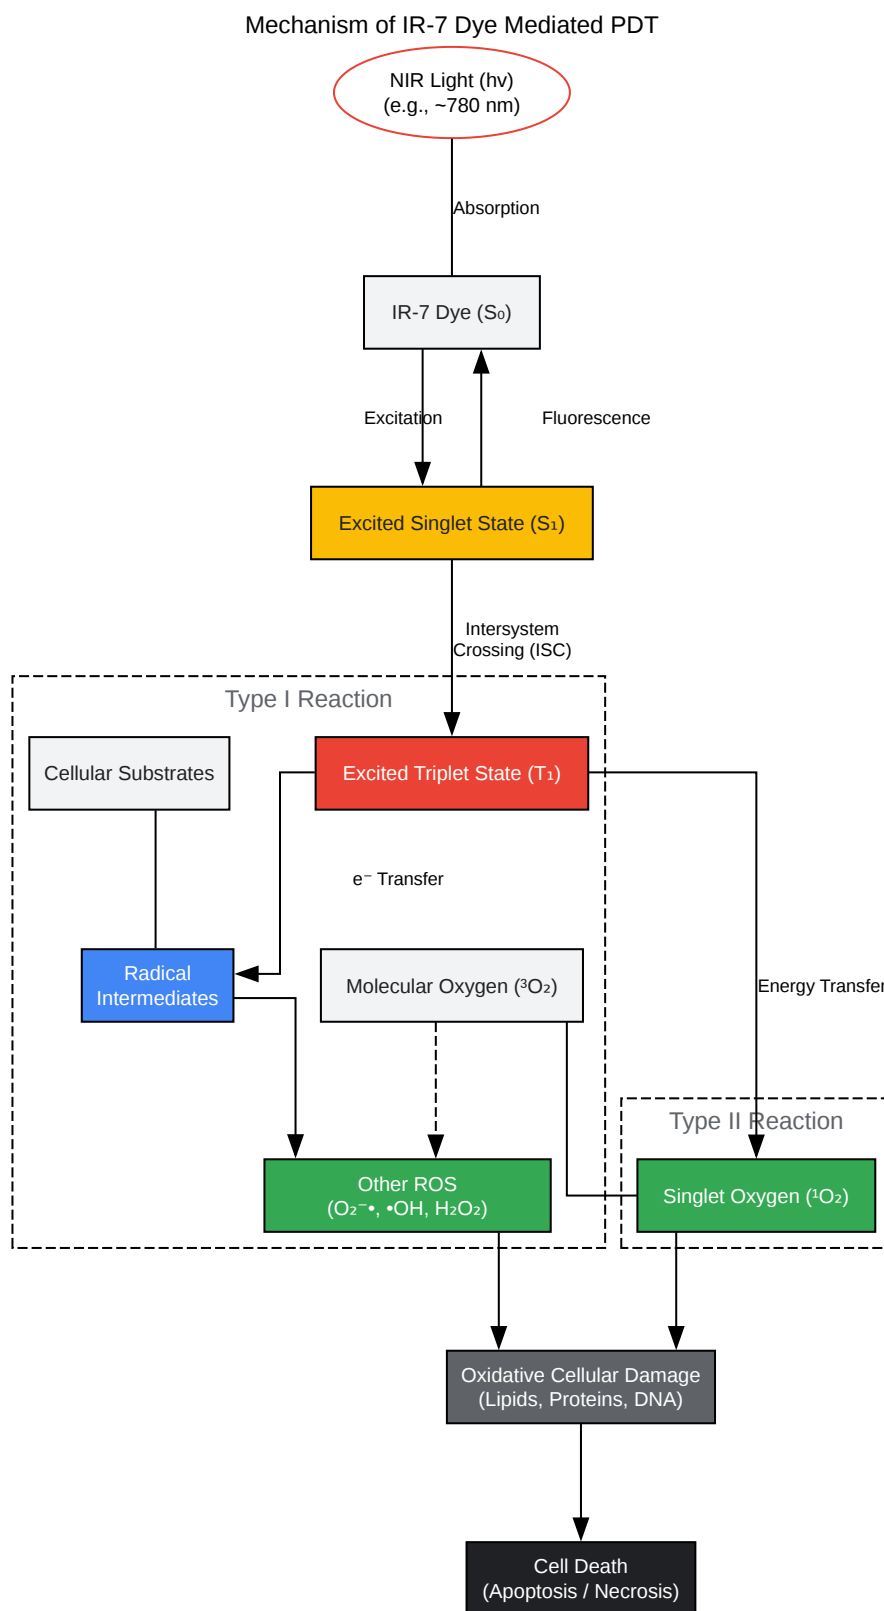 Mechanism of IR-7 Dye Mediated PDT
NIR Light (hv)
(e.g., ~780 nm)
Absorption
IR-7 Dye (S₀)
Excitation
Fluorescence
Excited Singlet State (S₁)
Intersystem
Crossing (ISC)
Type I Reaction
Cellular Substrates
Excited Triplet State (T₁)
e⁻ Transfer
Radical
Intermediates
Molecular Oxygen (³O₂)
Energy Transfer
Type II Reaction
Other ROS
(O₂⁻•, •OH, H₂O₂)
Singlet Oxygen (¹O₂)
Oxidative Cellular Damage
(Lipids, Proteins, DNA)
Cell Death
(Apoptosis / Necrosis)